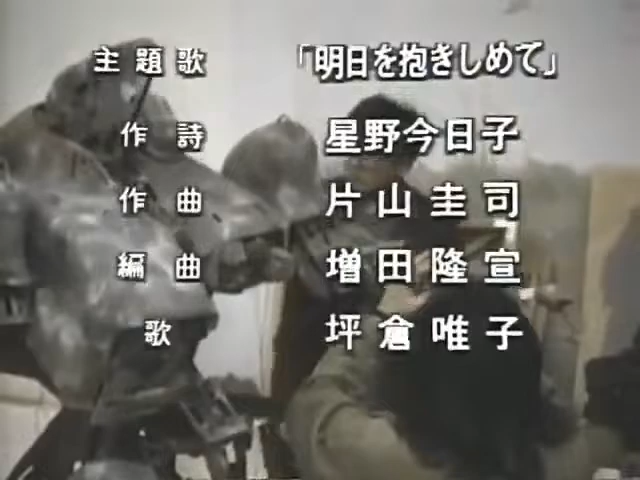 主題歌 「明日を抱きしめて」
作詩 星野今日子
作曲 片山圭司
編曲 増田隆宣
歌 坪倉唯子